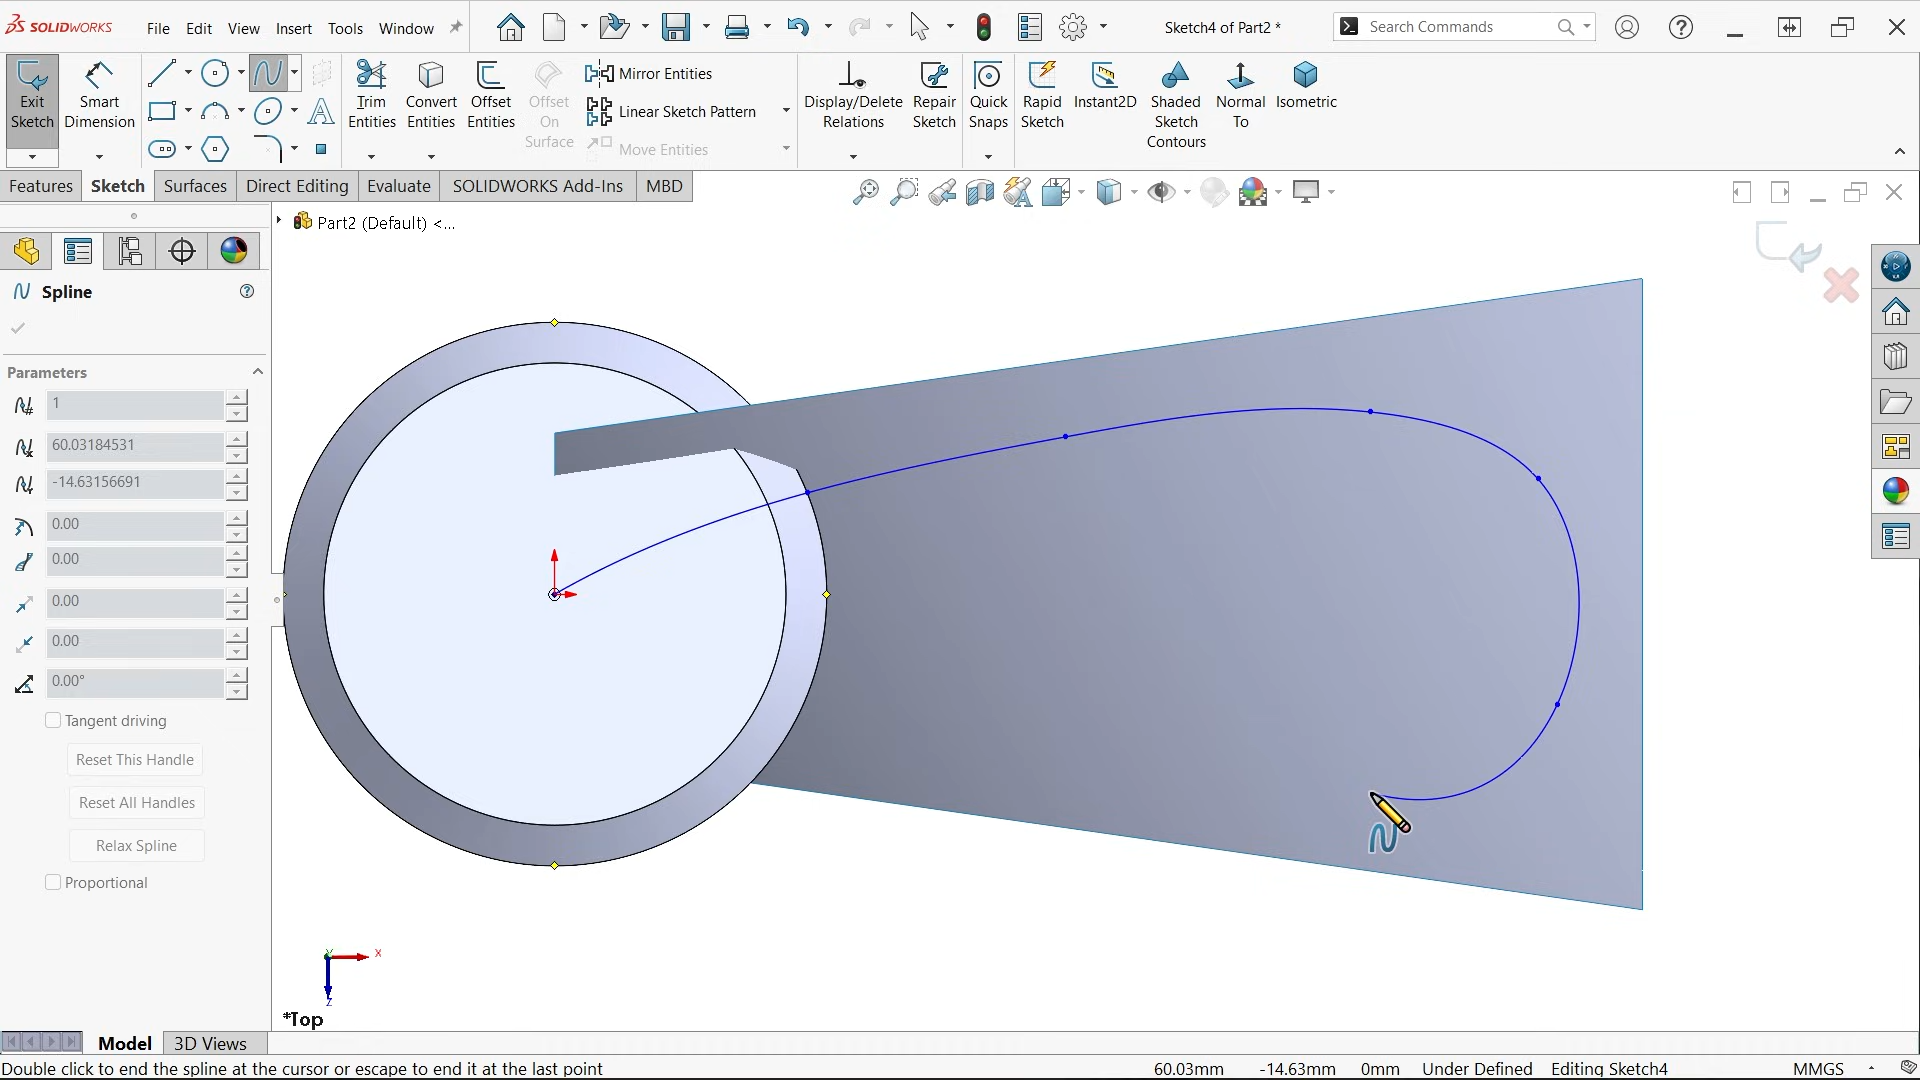 SOLIDWORKS File Edit View Insert Tools Window Sketch4 of Part2 * Search Commands
Exit Sketch
Smart Dimension
Trim Entities
Convert Entities
Offset Entities
Offset On Surface
Mirror Entities
Linear Sketch Pattern
Move Entities
Display/Delete Relations
Repair Sketch
Quick Snaps
Rapid Sketch
Instant2D
Shaded Sketch Contours
Normal To
Isometric
Features Sketch Surfaces Direct Editing Evaluate SOLIDWORKS Add-Ins MBD
Part2 (Default) <...
Spline
Parameters
1
60.03184531
-14.63156691
0.00
0.00
0.00
0.00
0.00°
Tangent driving
Reset This Handle
Reset All Handles
Relax Spline
Proportional
Y
X
Z
*Top
Model 3D Views
Double click to end the spline at the cursor or escape to end it at the last point 60.03mm -14.63mm 0mm Under Defined Editing Sketch4 MMGS